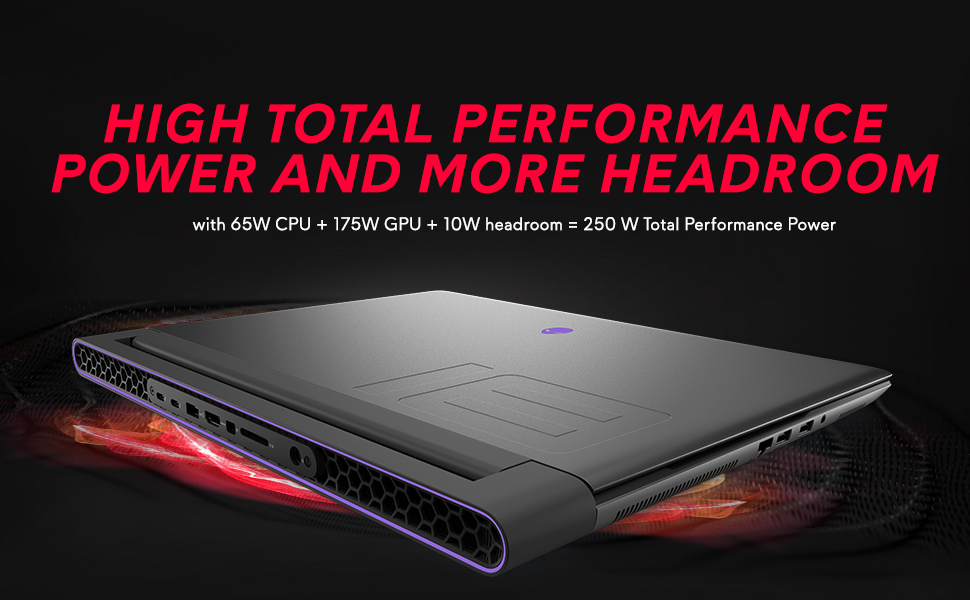 HIGH TOTAL PERFORMANCE
POWER AND MORE HEADROOM
with 65W CPU + 175W GPU + 10W headroom = 250 W Total Performance Power